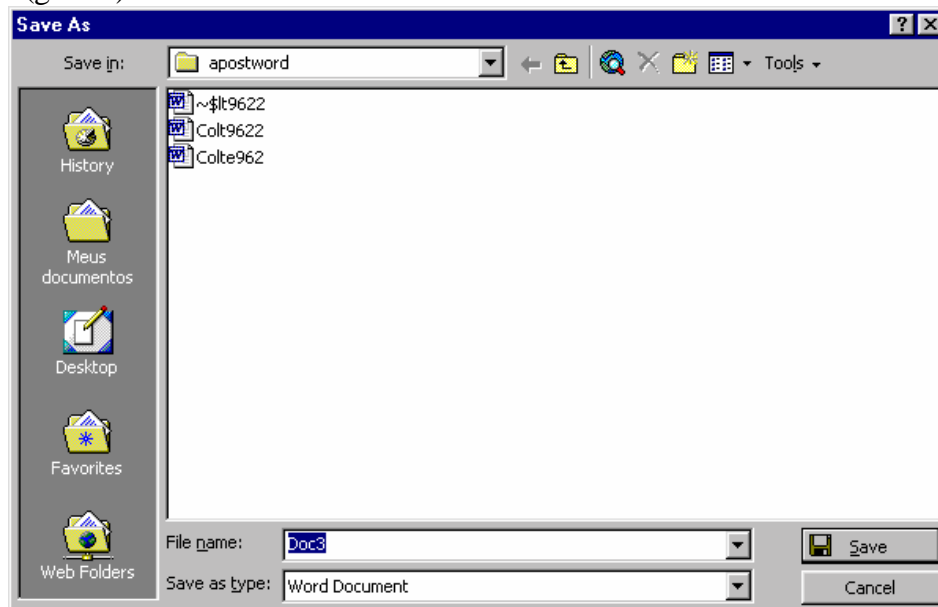 Save As
Save in:
apostword
Tools
~$lt9622
Colt9622
Colte962
History
Meus
documentos
Desktop
Favorites
Web Folders
File name:
Doc3
Save
Save as type:
Word Document
Cancel